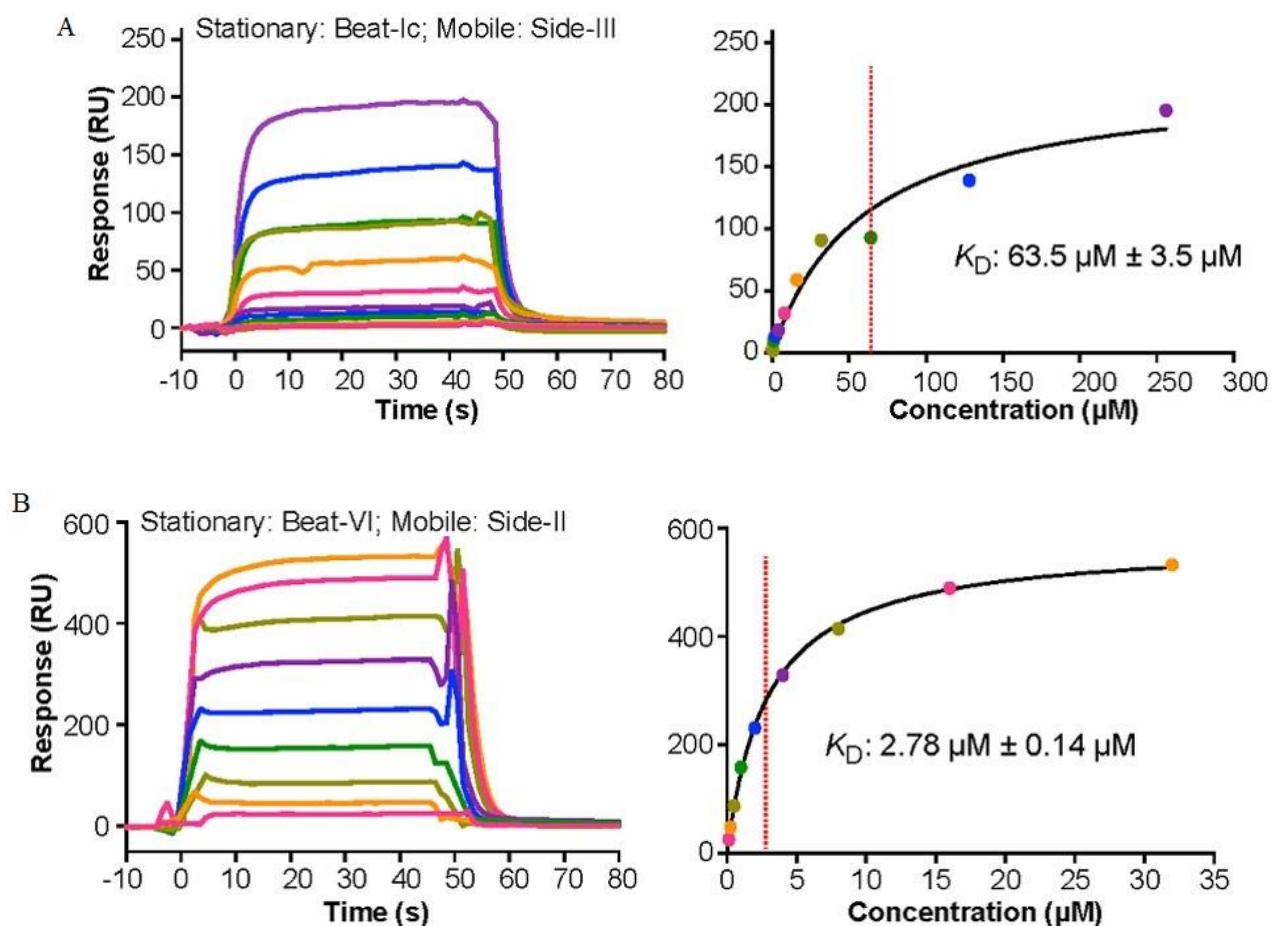 A
Stationary: Beat-Ic; Mobile: Side-III
Response (RU)
250
200
150
100
50
0
-10 0 10 20 30 40 50 60 70 80
Time (s)
250
200
150
100
50
0
K_D: 63.5 µM ± 3.5 µM
0 50 100 150 200 250 300
Concentration (µM)
B
Stationary: Beat-VI; Mobile: Side-II
Response (RU)
600
400
200
0
-10 0 10 20 30 40 50 60 70 80
Time (s)
600
400
200
0
K_D: 2.78 µM ± 0.14 µM
0 5 10 15 20 25 30 35
Concentration (µM)